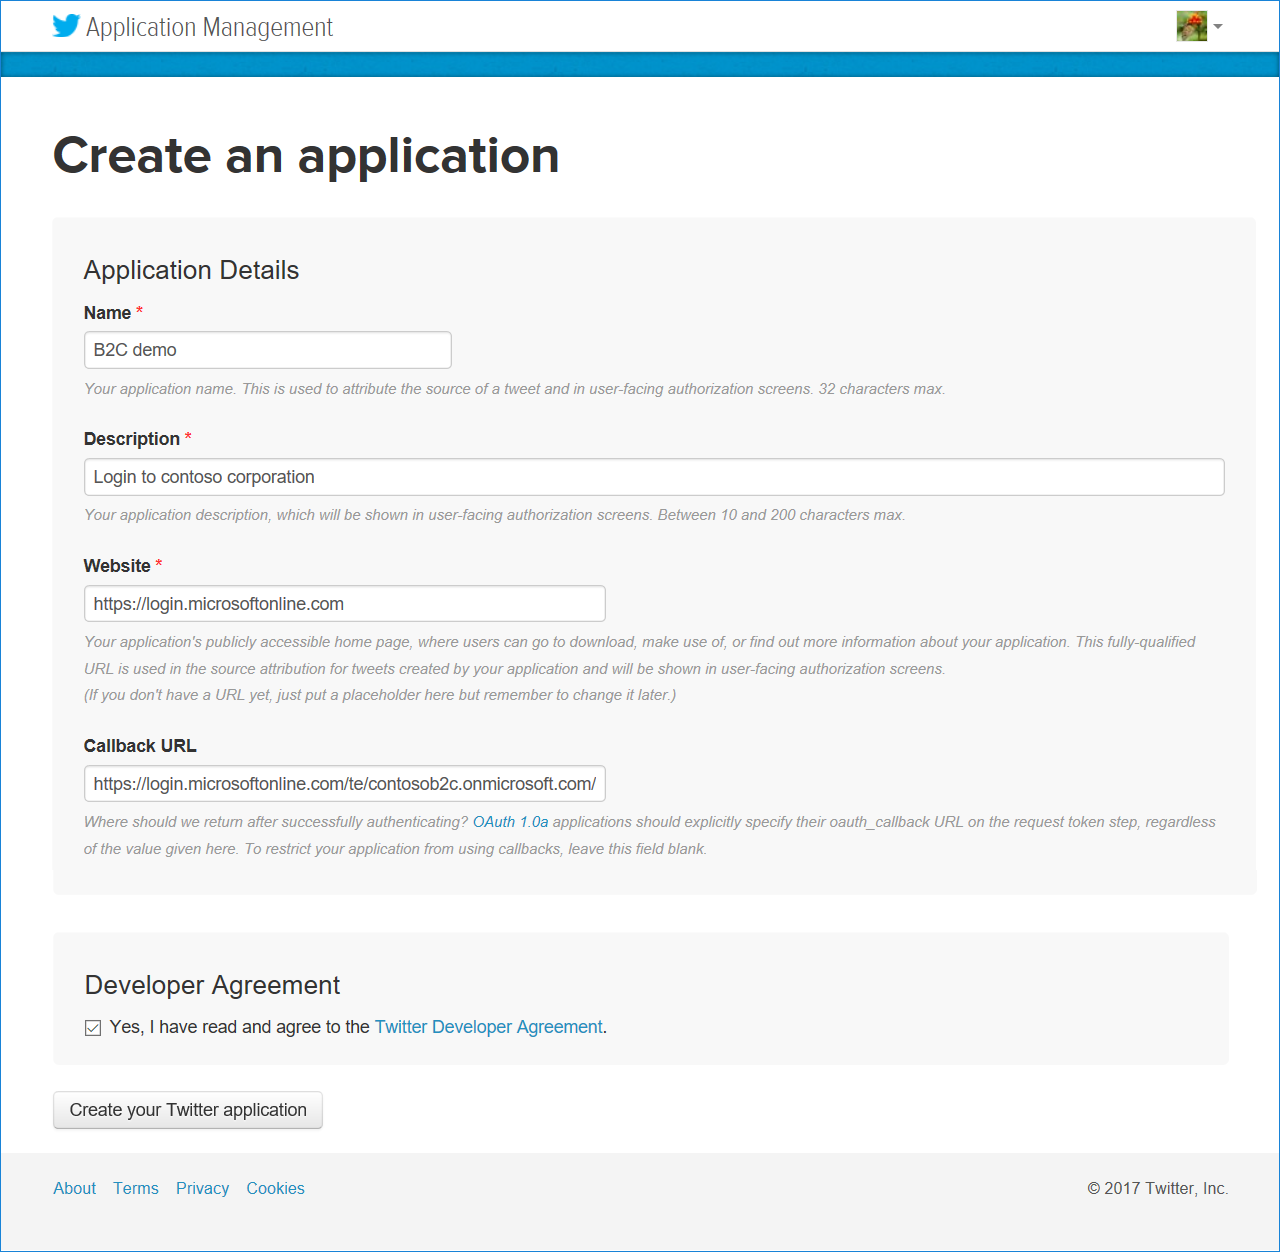 Application Management
Create an application
Application Details
Name *
B2C demo
Your application name. This is used to attribute the source of a tweet and in user-facing authorization screens. 32 characters max.
Description *
Login to contoso corporation
Your application description, which will be shown in user-facing authorization screens. Between 10 and 200 characters max.
Website *
https://login.microsoftonline.com
Your application's publicly accessible home page, where users can go to download, make use of, or find out more information about your application. This fully-qualified
URL is used in the source attribution for tweets created by your application and will be shown in user-facing authorization screens.
(If you don't have a URL yet, just put a placeholder here but remember to change it later.)
Callback URL
https://login.microsoftonline.com/te/contosob2c.onmicrosoft.com/
Where should we return after successfully authenticating? OAuth 1.0a applications should explicitly specify their oauth_callback URL on the request token step, regardless
of the value given here. To restrict your application from using callbacks, leave this field blank.
Developer Agreement
Yes, I have read and agree to the Twitter Developer Agreement.
Create your Twitter application
About Terms Privacy Cookies © 2017 Twitter, Inc.